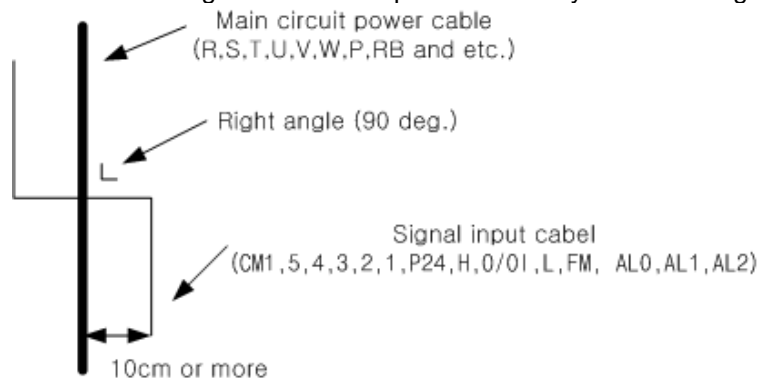 Main circuit power cable
(R,S,T,U,V,W,P,RB and etc.)
Right angle (90 deg.)
Signal input cabel
(CM1,5,4,3,2,1,P24,H,O/OI,L,FM, AL0,AL1,AL2)
10cm or more